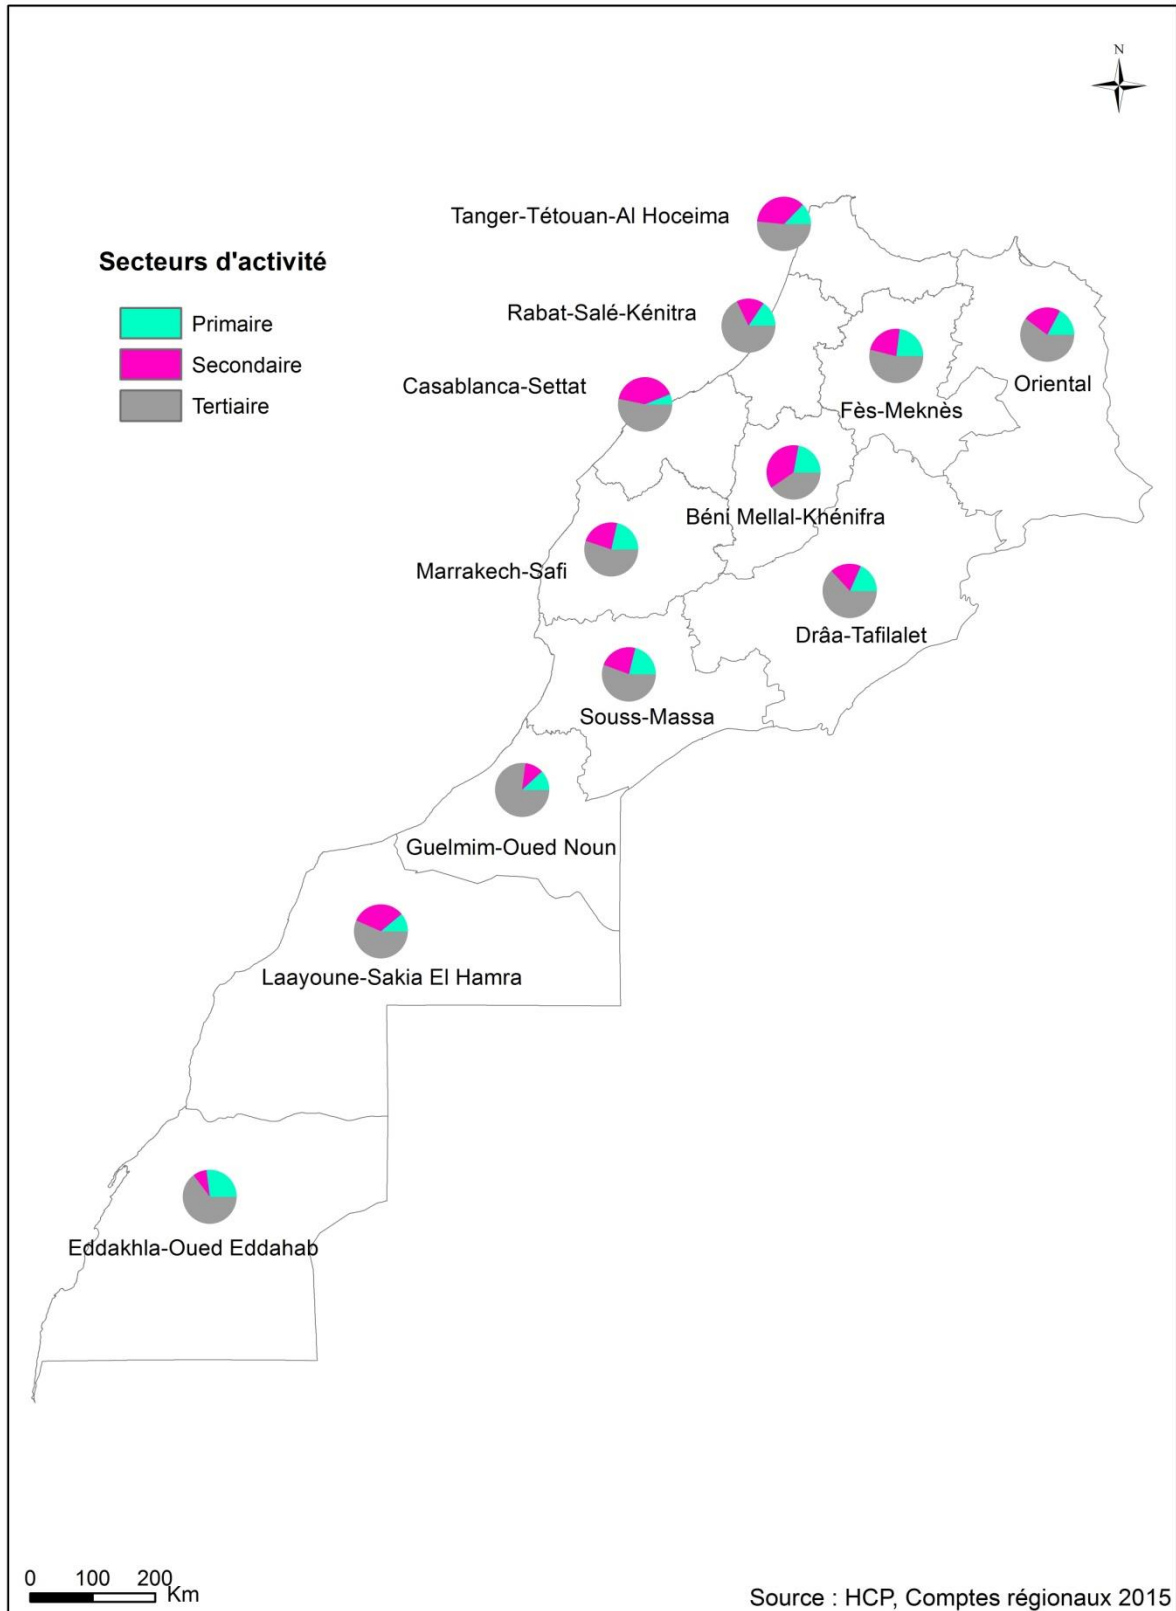 N
Tanger-Tétouan-Al Hoceima
Secteurs d'activité
Primaire
Secondaire
Tertiaire
Rabat-Salé-Kénitra
Casablanca-Settat
Oriental
Fès-Meknès
Béni Mellal-Khénifra
Marrakech-Safi
Drâa-Tafilalet
Souss-Massa
Guelmim-Oued Noun
Laayoune-Sakia El Hamra
Eddakhla-Oued Eddahab
0 100 200
Km
Source : HCP, Comptes régionaux 2015